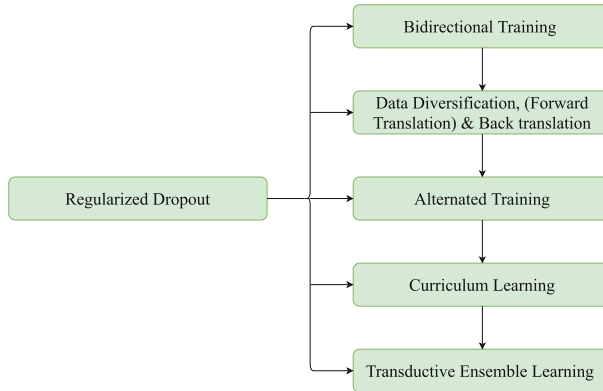 Bidirectional Training
Data Diversification, (Forward
Translation) & Back translation
Regularized Dropout
Alternated Training
Curriculum Learning
Transductive Ensemble Learning